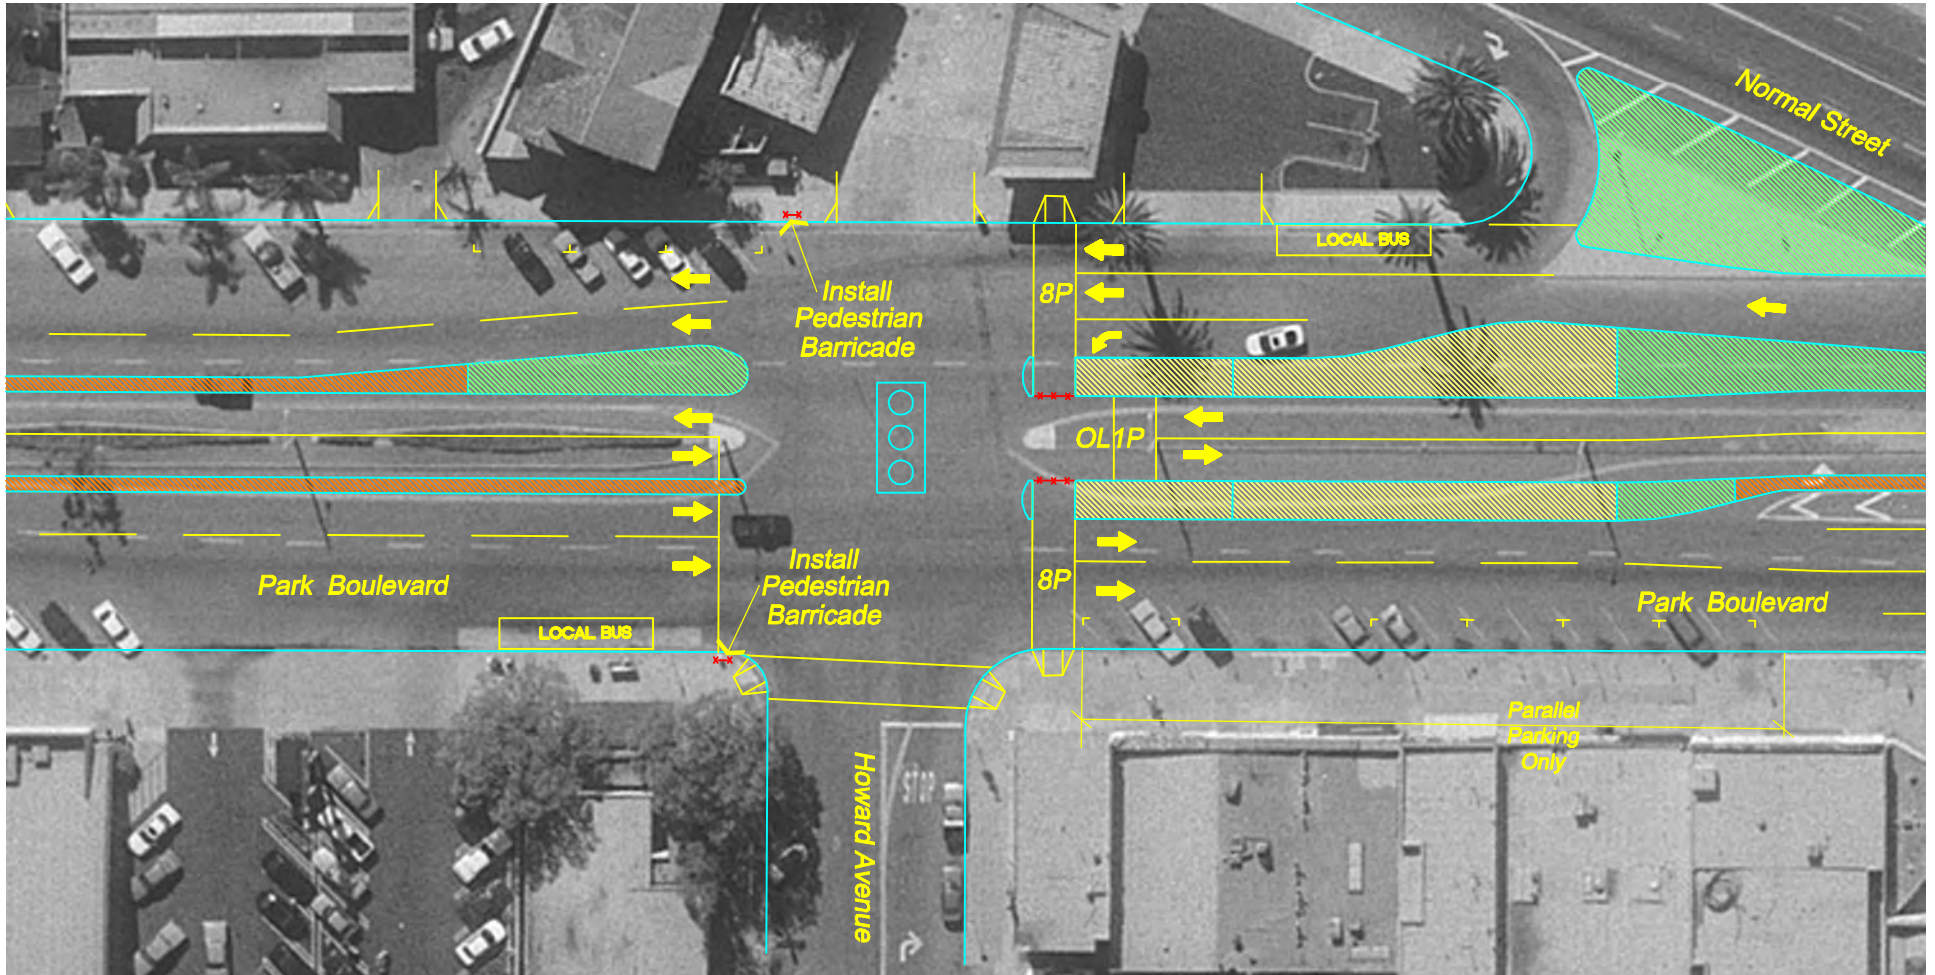 Normal Street
LOCAL BUS
8P
Install
Pedestrian
Barricade
OL1P
Install
Pedestrian
Barricade
8P
Park Boulevard
Park Boulevard
LOCAL BUS
Parallel
Parking
Only
Howard Avenue
STOP